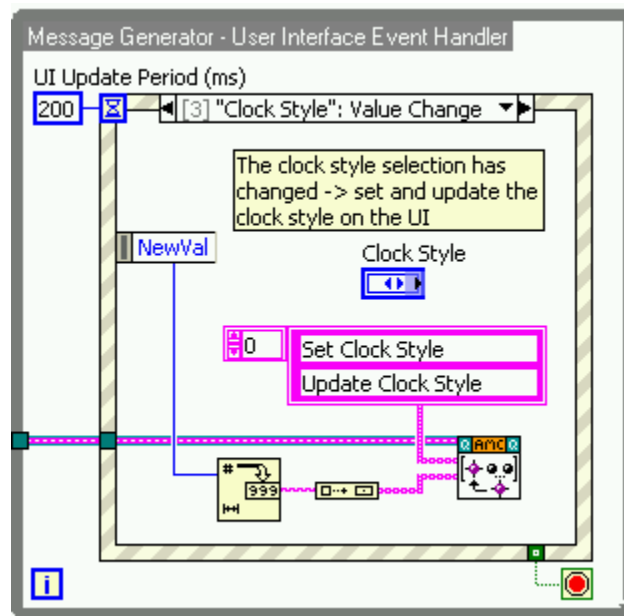 Message Generator - User Interface Event Handler
UI Update Period (ms)
200
[3] "Clock Style": Value Change
The clock style selection has
changed -> set and update the
clock style on the UI
NewVal
Clock Style
0
Set Clock Style
Update Clock Style
Q AMC Q
#
999
i